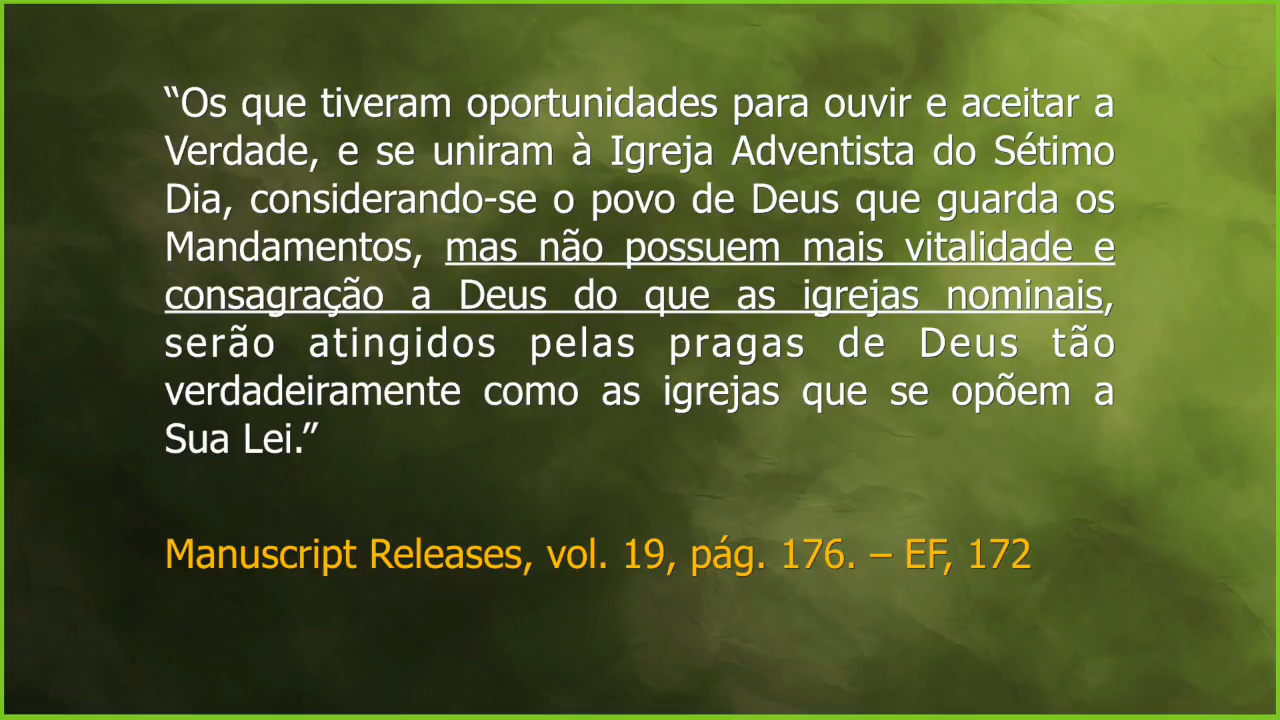 “Os que tiveram oportunidades para ouvir e aceitar a
Verdade, e se uniram à Igreja Adventista do Sétimo
Dia, considerando-se o povo de Deus que guarda os
Mandamentos, mas não possuem mais vitalidade e
consagração a Deus do que as igrejas nominais,
serão atingidos pelas pragas de Deus tão
verdadeiramente como as igrejas que se opõem a
Sua Lei.”
Manuscript Releases, vol. 19, pág. 176. – EF, 172